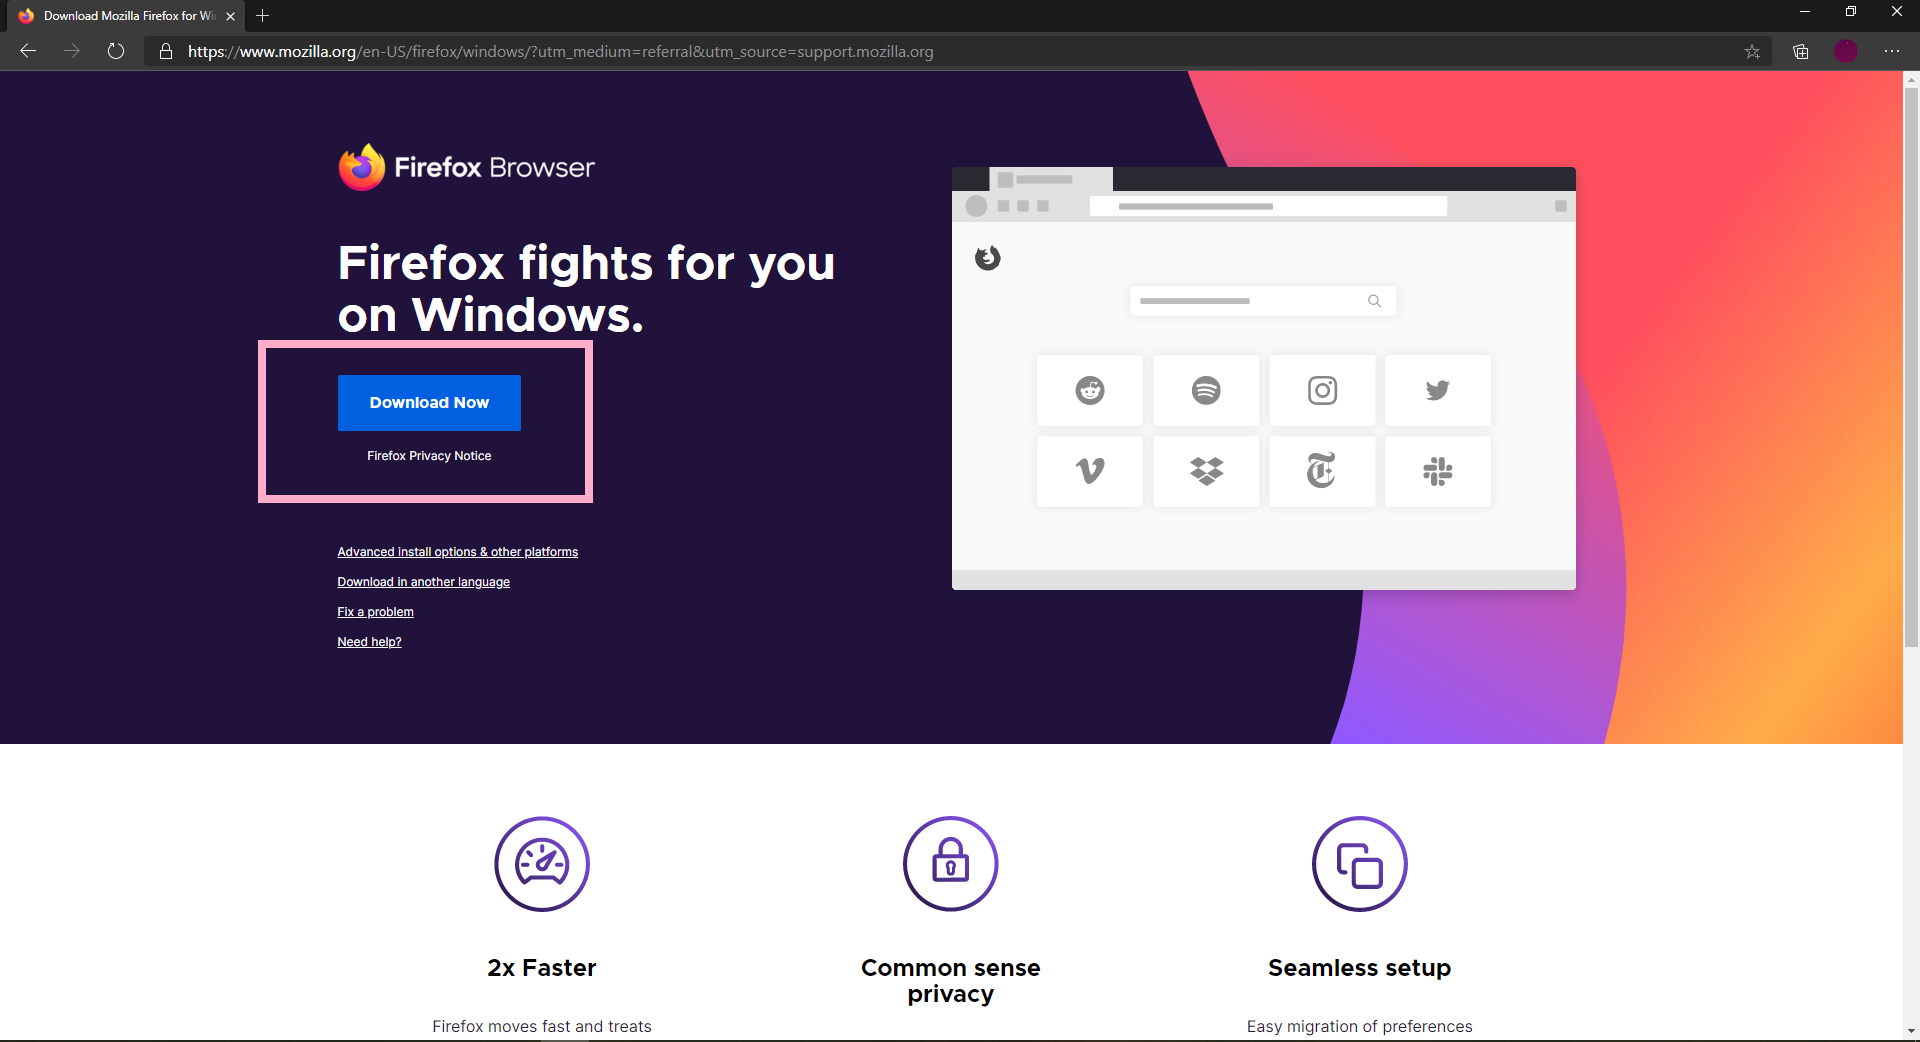 Download Mozilla Firefox for Wi
https://www.mozilla.org/en-US/firefox/windows/?utm_medium=referral&utm_source=support.mozilla.org
Firefox Browser
Firefox fights for you
on Windows.
Download Now
Firefox Privacy Notice
Advanced install options & other platforms
Download in another language
Fix a problem
Need help?
2x Faster
Common sense
privacy
Seamless setup
Firefox moves fast and treats
Easy migration of preferences